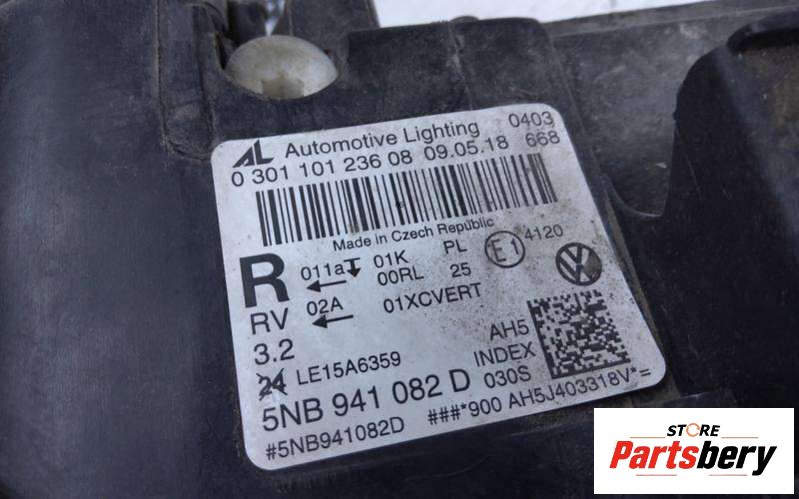 AL Automotive Lighting 0403
0 301 101 236 08 09.05.18 668
Made in Czech Republic
R 011a 01K PL E1 4120
00RL 25
RV 02A 01XCVERT
3.2 AH5
24 LE15A6359 INDEX
5NB 941 082 D 030S
#5NB941082D ###*900 AH5J403318V*=
STORE
Partsbery